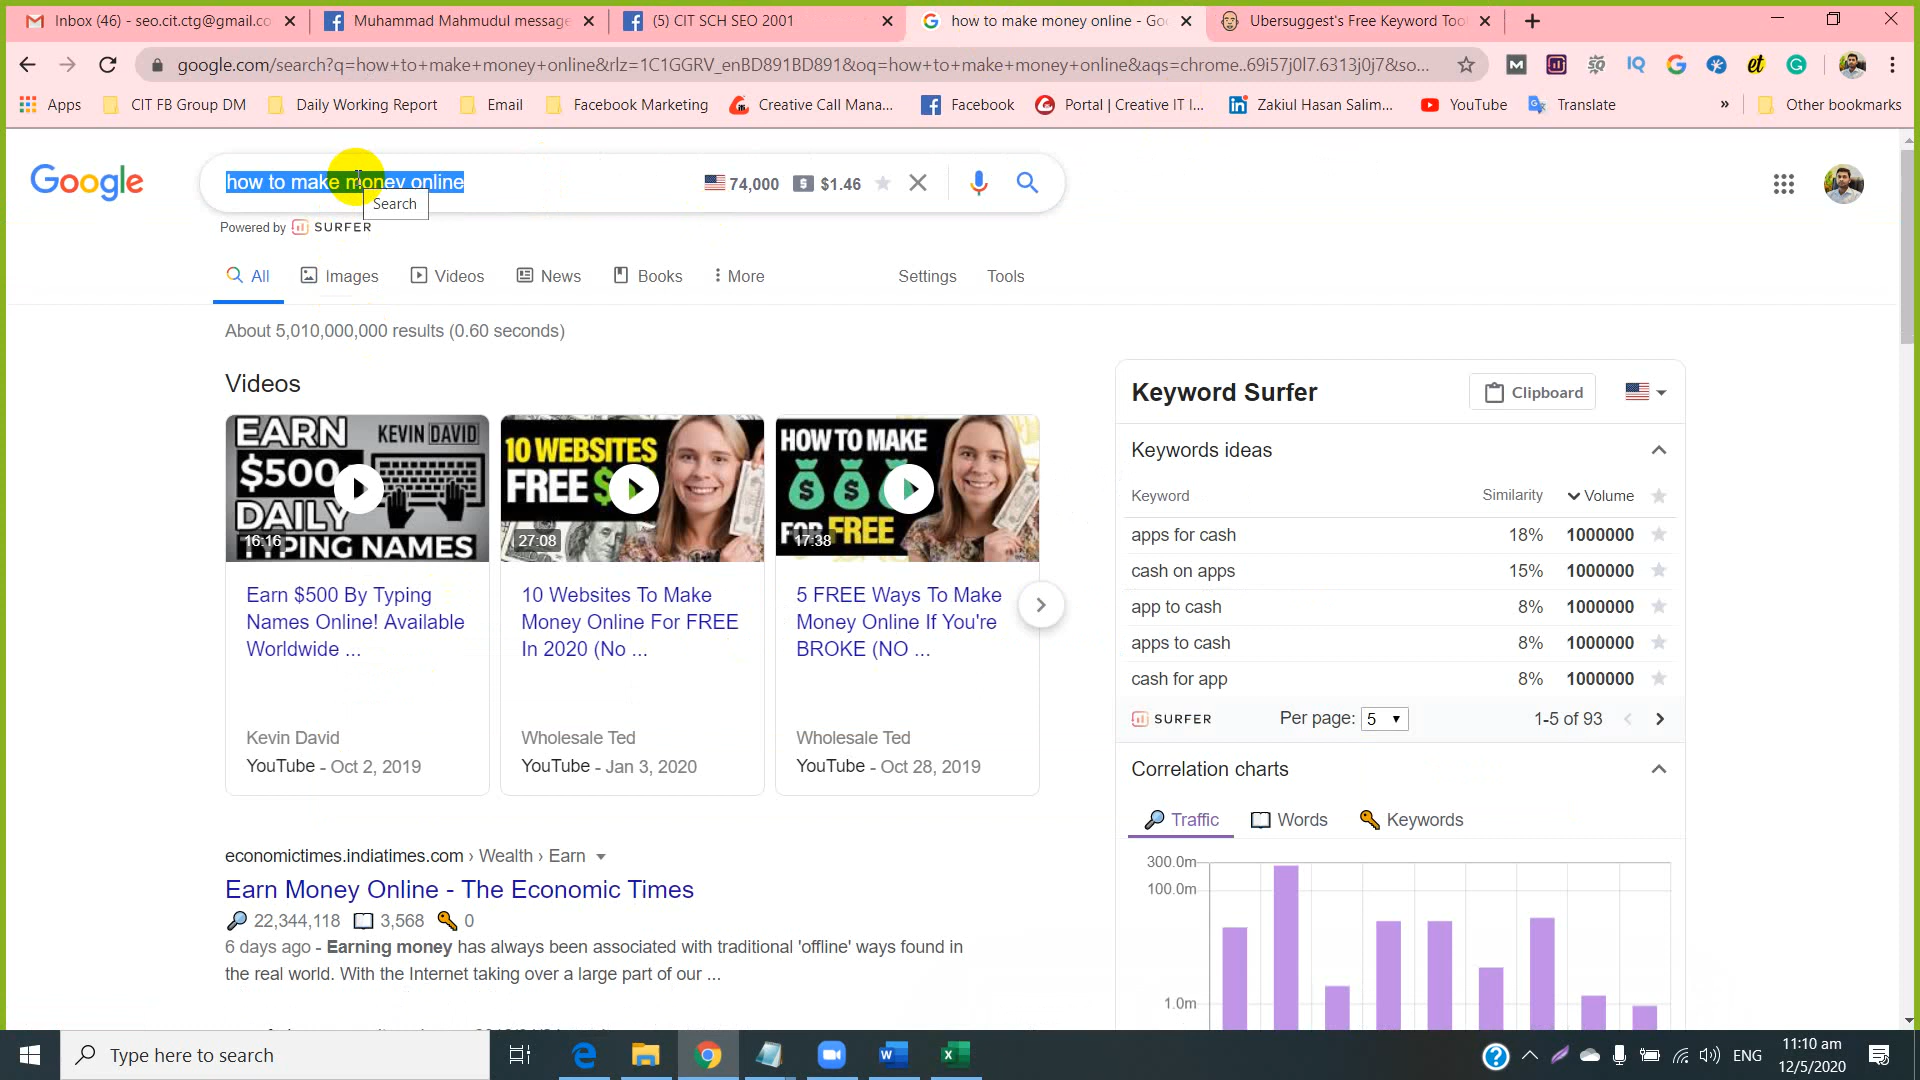 Inbox (46) - seo.cit.ctg@gmail.co
Muhammad Mahmudul message
(5) CIT SCH SEO 2001
how to make money online - Goo
Ubersuggest's Free Keyword Tool
google.com/search?q=how+to+make+money+online&rlz=1C1GGRV_enBD891BD891&oq=how+to+make+money+online&aqs=chrome..69i57j0l7.6313j0j7&so...
Apps
CIT FB Group DM
Daily Working Report
Email
Facebook Marketing
Creative Call Mana...
Facebook
Portal | Creative IT I...
Zakiul Hasan Salim...
YouTube
Translate
»
Other bookmarks
Google
how to make money online
74,000
$1.46
Search
Powered by SURFER
All
Images
Videos
News
Books
More
Settings
Tools
About 5,010,000,000 results (0.60 seconds)
Videos
EARN
KEVIN DAVID
$500
DAILY
TYPING NAMES
16:16
10 WEBSITES
FREE $
27:08
HOW TO MAKE
$ $
FOR FREE
17:38
Earn $500 By Typing
Names Online! Available
Worldwide ...
Kevin David
YouTube - Oct 2, 2019
10 Websites To Make
Money Online For FREE
In 2020 (No ...
Wholesale Ted
YouTube - Jan 3, 2020
5 FREE Ways To Make
Money Online If You're
BROKE (NO ...
Wholesale Ted
YouTube - Oct 28, 2019
economictimes.indiatimes.com › Wealth › Earn
Earn Money Online - The Economic Times
22,344,118 3,568 0
6 days ago - Earning money has always been associated with traditional 'offline' ways found in
the real world. With the Internet taking over a large part of our ...
Keyword Surfer
Clipboard
Keywords ideas
Keyword Similarity Volume
apps for cash 18% 1000000
cash on apps 15% 1000000
app to cash 8% 1000000
apps to cash 8% 1000000
cash for app 8% 1000000
SURFER
Per page: 5
1-5 of 93
Correlation charts
Traffic
Words
Keywords
300.0m
100.0m
1.0m
Type here to search
ENG
11:10 am
12/5/2020